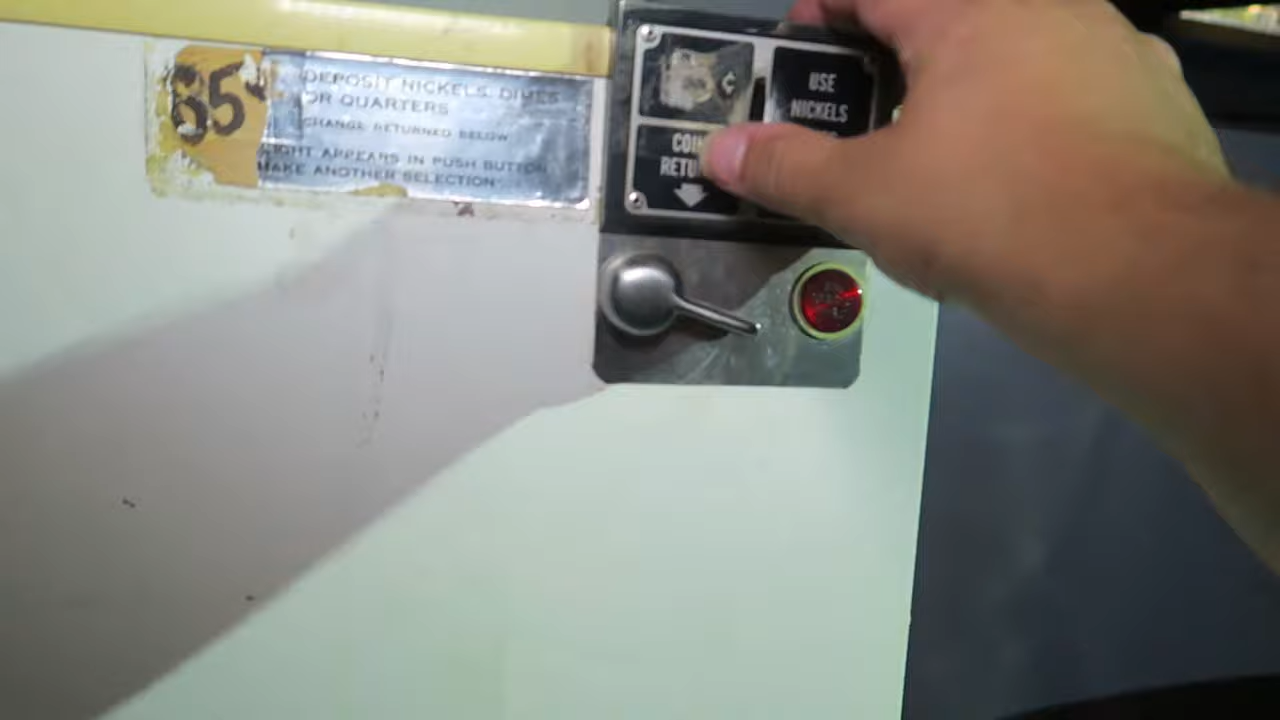 65¢
DEPOSIT NICKELS, DIMES
OR QUARTERS
CHANGE RETURNED BELOW
LIGHT APPEARS IN PUSH BUTTON
MAKE ANOTHER SELECTION
¢
USE
NICKELS
COIN
RETU